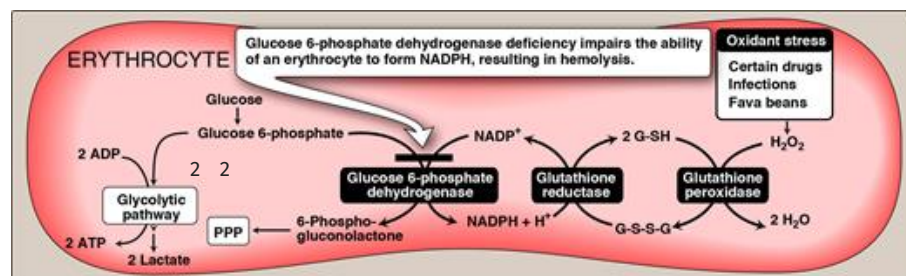 ERYTHROCYTE
Glucose 6-phosphate dehydrogenase deficiency impairs the ability
of an erythrocyte to form NADPH, resulting in hemolysis.
Oxidant stress
Certain drugs
Infections
Fava beans
Glucose
Glucose 6-phosphate
NADP⁺
2 G-SH
H₂O₂
2 ADP
2 2
Glucose 6-phosphate
dehydrogenase
Glutathione
reductase
Glutathione
peroxidase
Glycolytic
pathway
PPP
6-Phospho-
gluconolactone
NADPH + H⁺
G-S-S-G
2 H₂O
2 ATP
2 Lactate